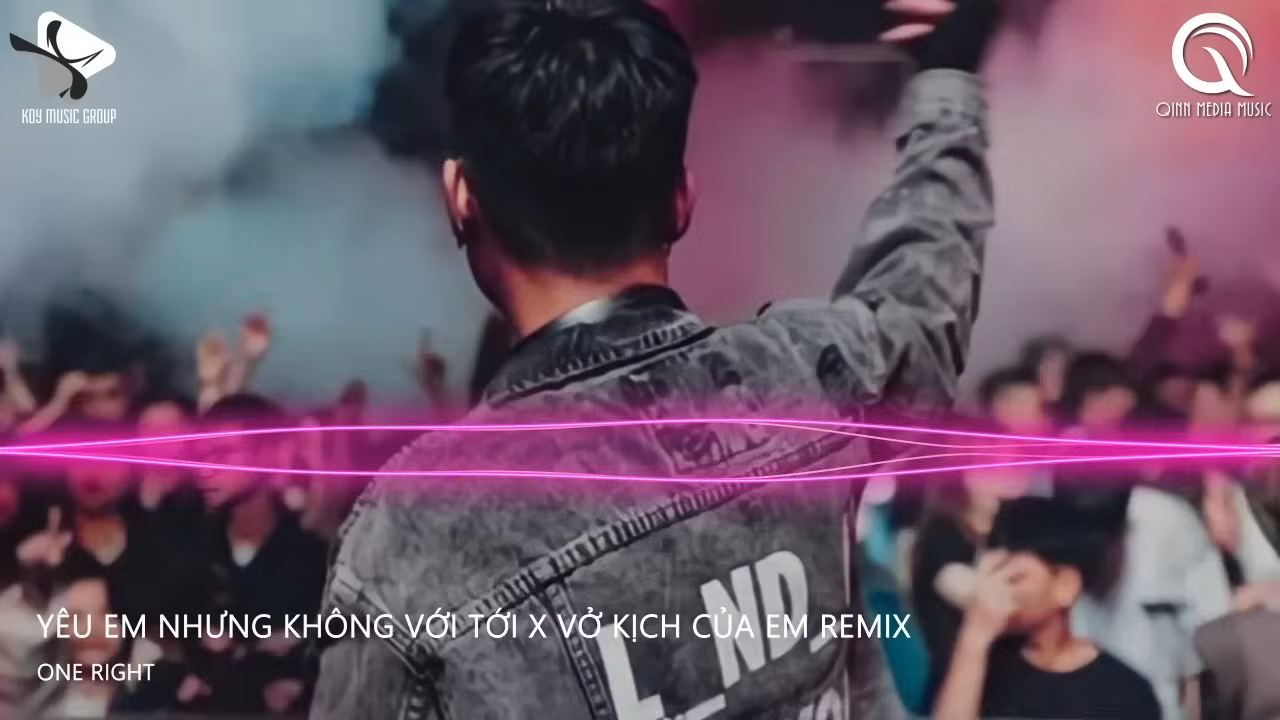 KDY MUSIC GROUP
QINN MEDIA MUSIC
L_ND_
YÊU EM NHƯNG KHÔNG VỚI TỚI X VỞ KỊCH CỦA EM REMIX
ONE RIGHT